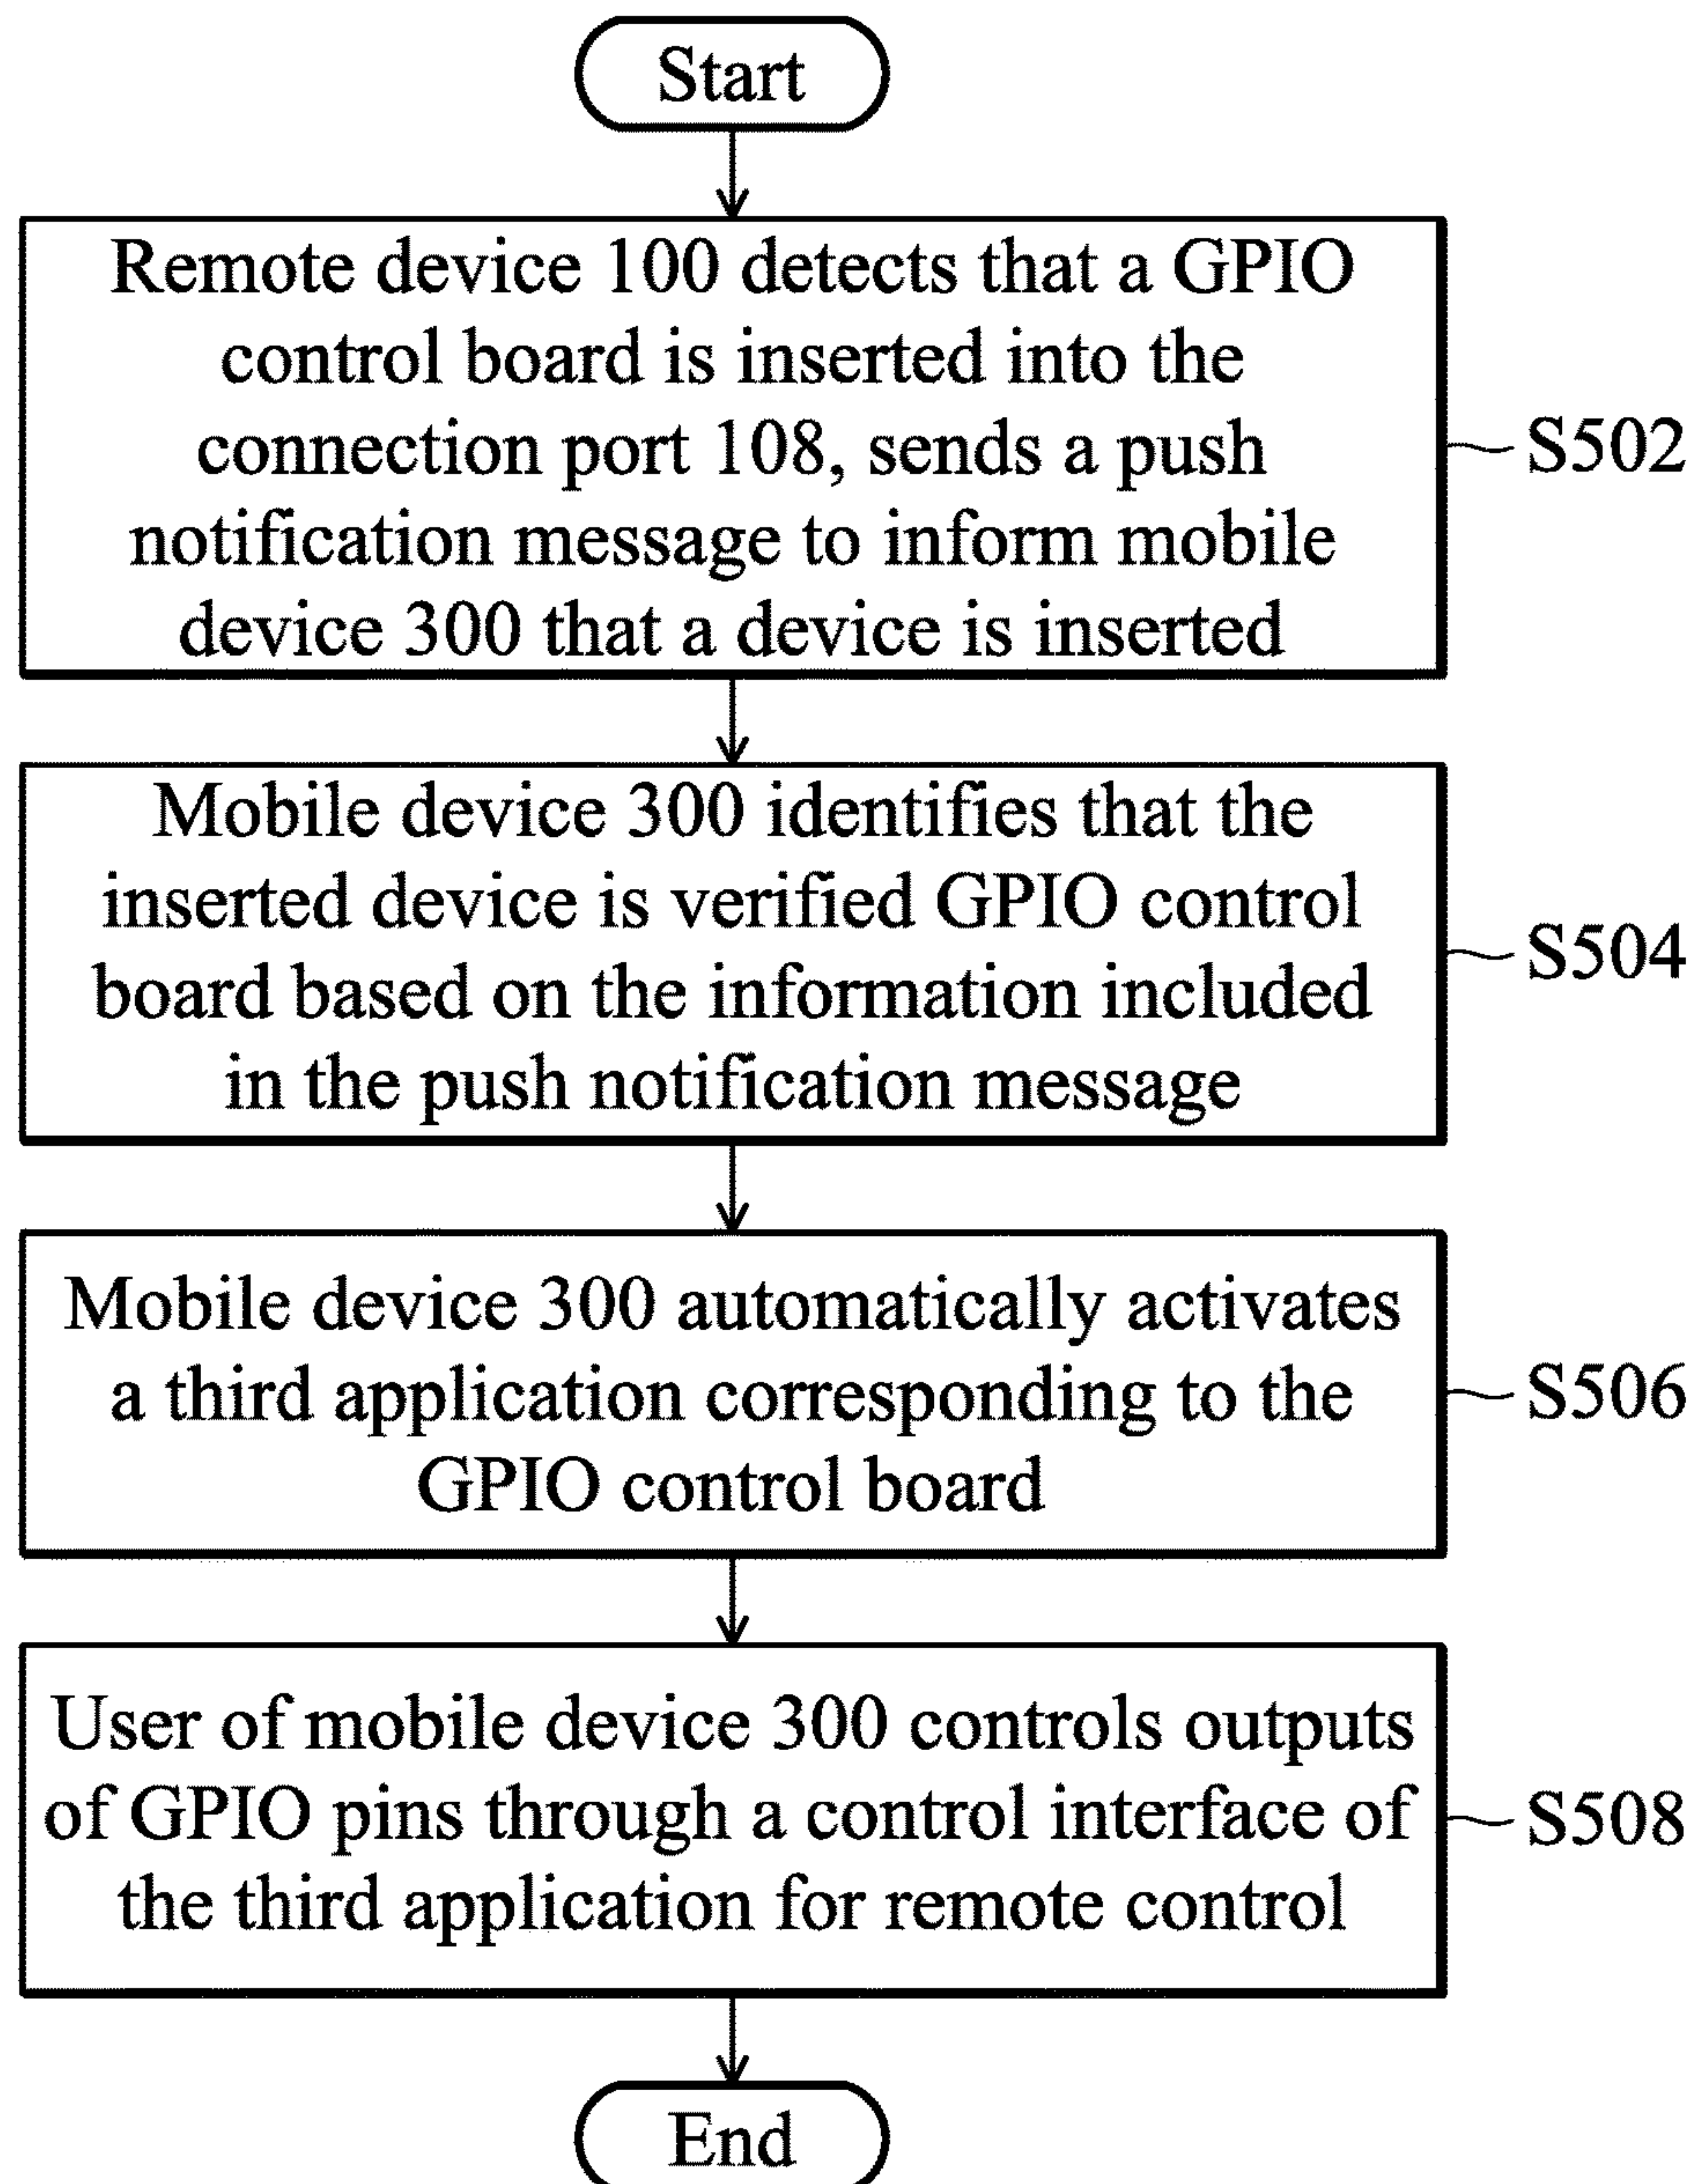 Start
Remote device 100 detects that a GPIO
control board is inserted into the
connection port 108, sends a push
notification message to inform mobile
device 300 that a device is inserted
S502
Mobile device 300 identifies that the
inserted device is verified GPIO control
board based on the information included
in the push notification message
S504
Mobile device 300 automatically activates
a third application corresponding to the
GPIO control board
S506
User of mobile device 300 controls outputs
of GPIO pins through a control interface of
the third application for remote control
S508
End